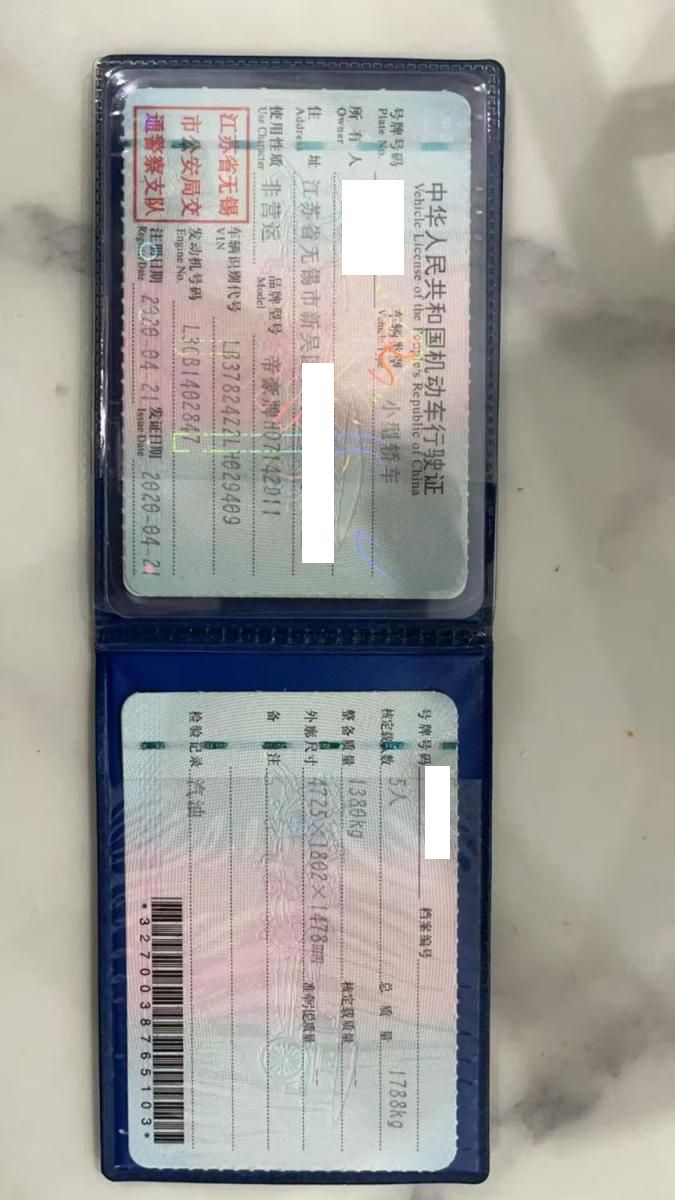 中华人民共和国机动车行驶证
Vehicle License of the People's Republic of China
号牌号码
Plate No.
车辆类型
小型轿车
所有人
Owner
住址 江苏省无锡市新吴
Address
使用性质 非营运
Use Character
品牌型号
Model
江苏省无锡
市公安局交
通警察支队
车辆识别代号
VIN
发动机号码 L3CB1402847
Engine No.
注册日期 2020-04-21 发证日期 2020-04-21
Register Date
Issue Date
号牌号码
档案编号
核定载人数 5人 总质量 1788kg
整备质量 1380kg 核定载质量 --
外廓尺寸 4725×1802×1478mm 准牵引总质量 --
备注
检验记录 汽油
*3270038765103*